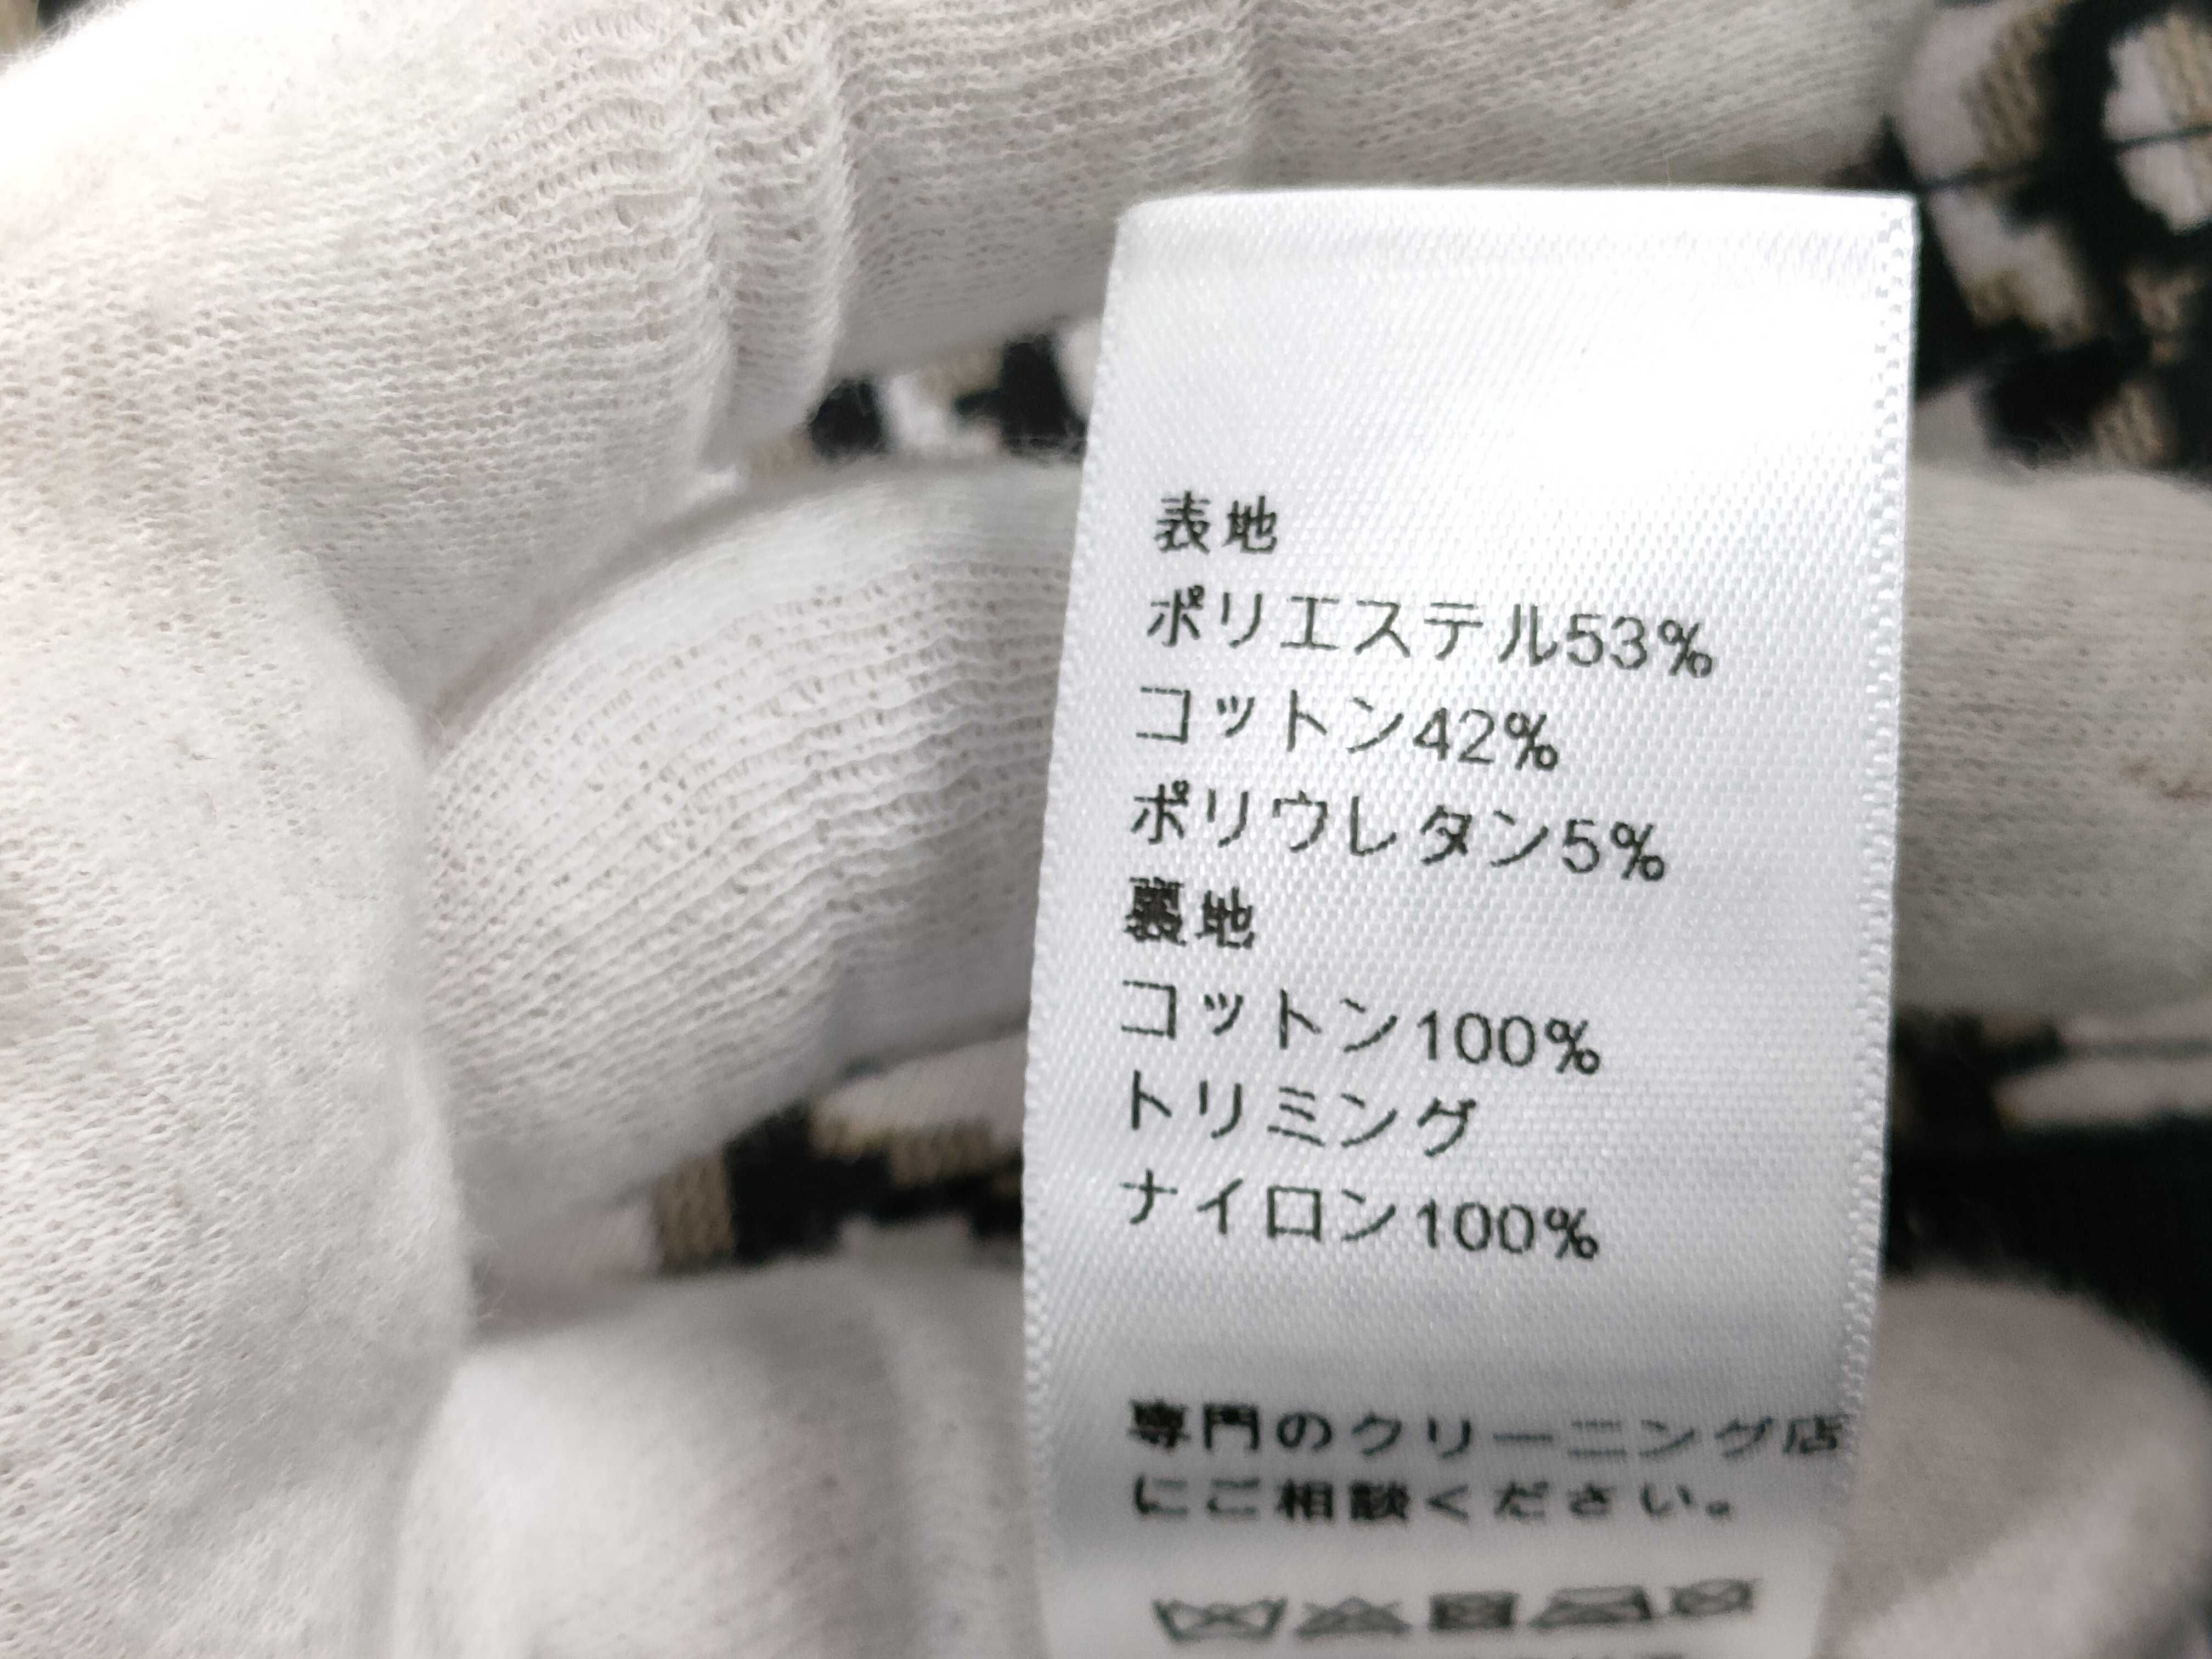 表地
ポリエステル53%
コットン42%
ポリウレタン5%
裏地
コットン100%
トリミング
ナイロン100%
専門のクリーニング店
にご相談ください。